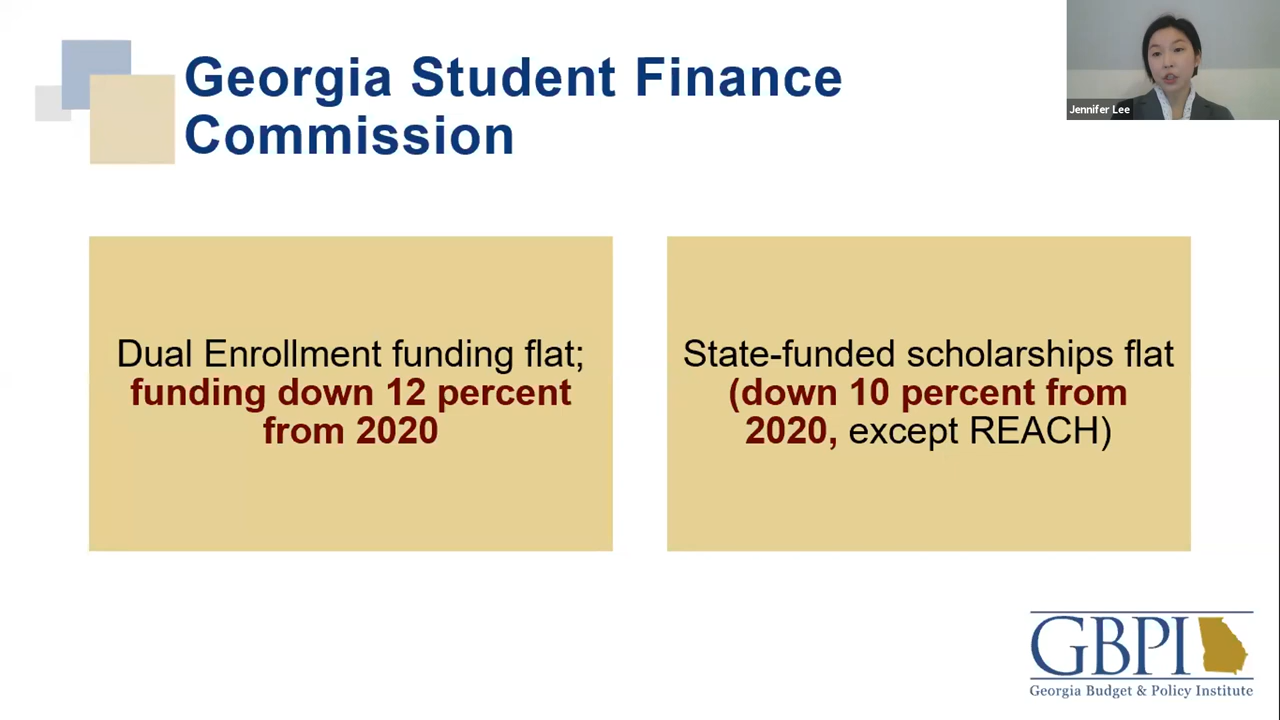 Georgia Student Finance
Commission
Jennifer Lee
Dual Enrollment funding flat;
funding down 12 percent
from 2020
State-funded scholarships flat
(down 10 percent from
2020, except REACH)
GBPI
Georgia Budget & Policy Institute